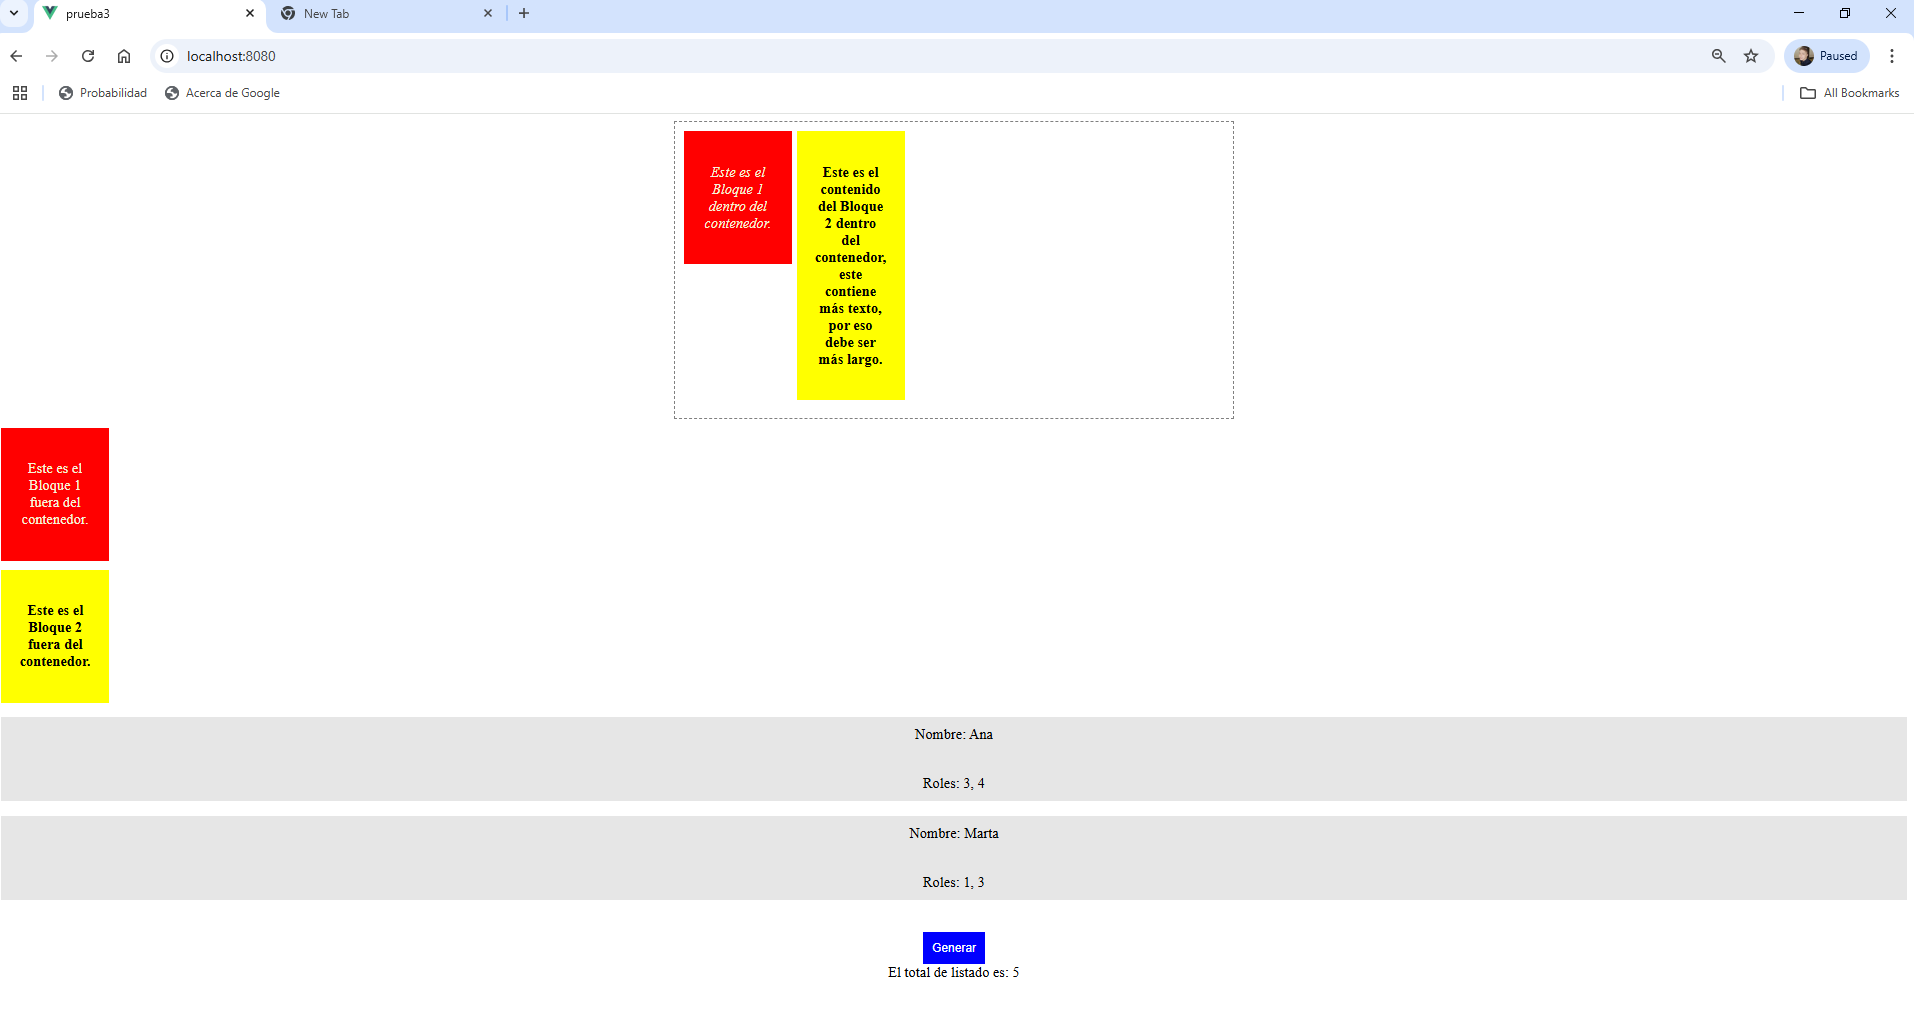 prueba3
New Tab
localhost:8080
Paused
Probabilidad
Acerca de Google
All Bookmarks
Este es el
Bloque 1
dentro del
contenedor.
Este es el
contenido
del Bloque
2 dentro
del
contenedor,
este
contiene
más texto,
por eso
debe ser
más largo.
Este es el
Bloque 1
fuera del
contenedor.
Este es el
Bloque 2
fuera del
contenedor.
Nombre: Ana
Roles: 3, 4
Nombre: Marta
Roles: 1, 3
Generar
El total de listado es: 5